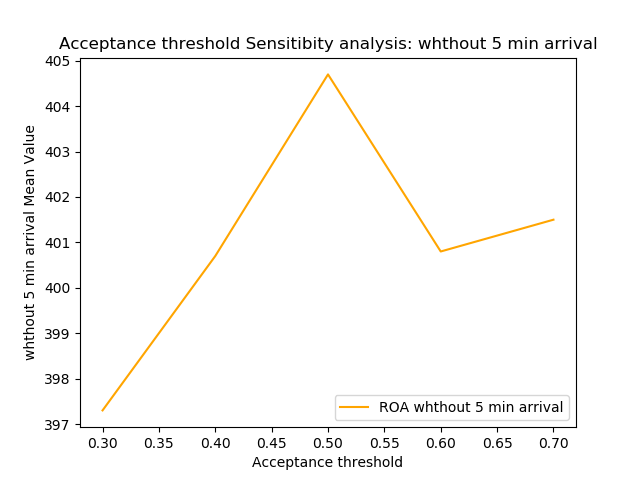 Acceptance threshold Sensitibity analysis: whthout 5 min arrival
405
404
403
402
401
400
399
398
397
whthout 5 min arrival Mean Value
ROA whthout 5 min arrival
0.30 0.35 0.40 0.45 0.50 0.55 0.60 0.65 0.70
Acceptance threshold